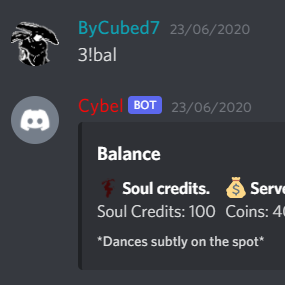 ByCubed7 23/06/2020
3!bal
Cybel BOT 23/06/2020
Balance
Soul credits.
Soul Credits: 100 Coins:
*Dances subtly on the spot*